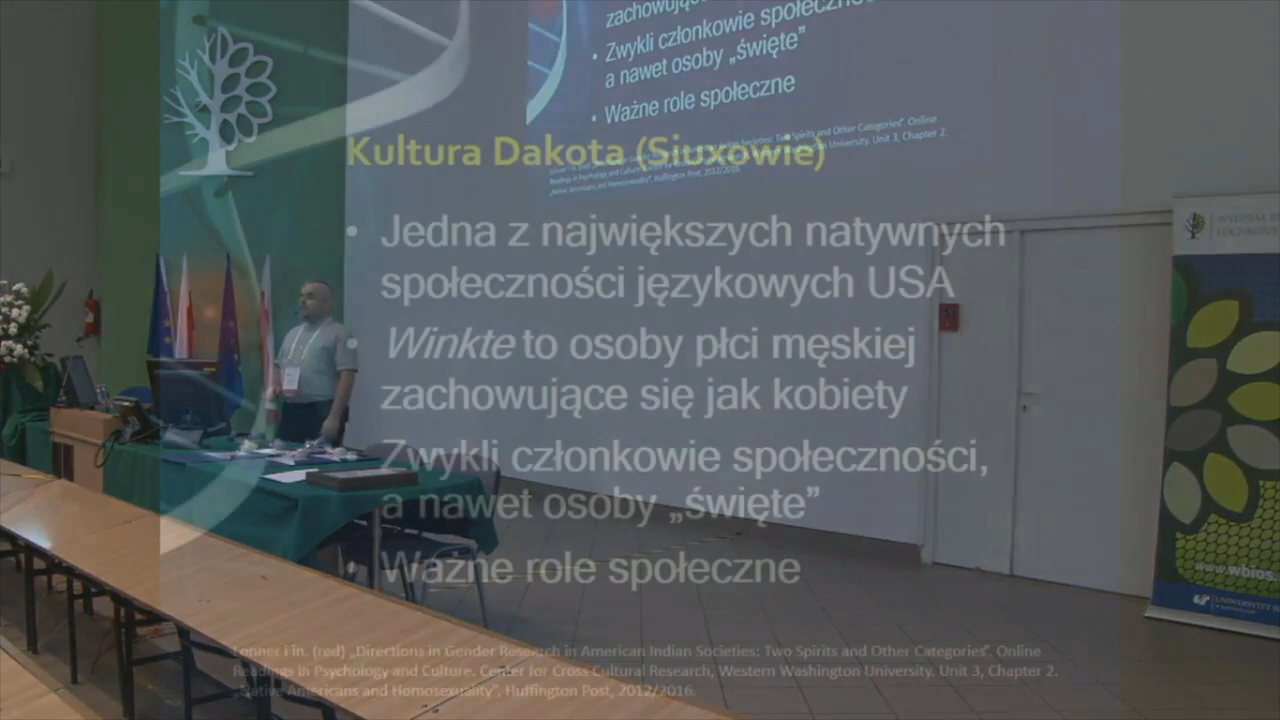 zachowujące
• Zwykli członkowie społecznoś
a nawet osoby „święte”
• Ważne role społeczne
Kultura Dakota (Siuxowie)
• Jedna z największych natywnych
społeczności językowych USA
• Winkte to osoby płci męskiej
zachowujące się jak kobiety
• Zwykli członkowie społeczności,
a nawet osoby „święte”
• Ważne role społeczne
Lonner i in. (red) „Directions in Gender Research in American Indian Societies: Two Spirits and Other Categories”. Online
Readings in Psychology and Culture. Center for Cross Cultural Research, Western Washington University. Unit 3, Chapter 2.
„Native Americans and Homosexuality”, Huffington Post, 2012/2016.
www.wbios
UNIWERSYTET